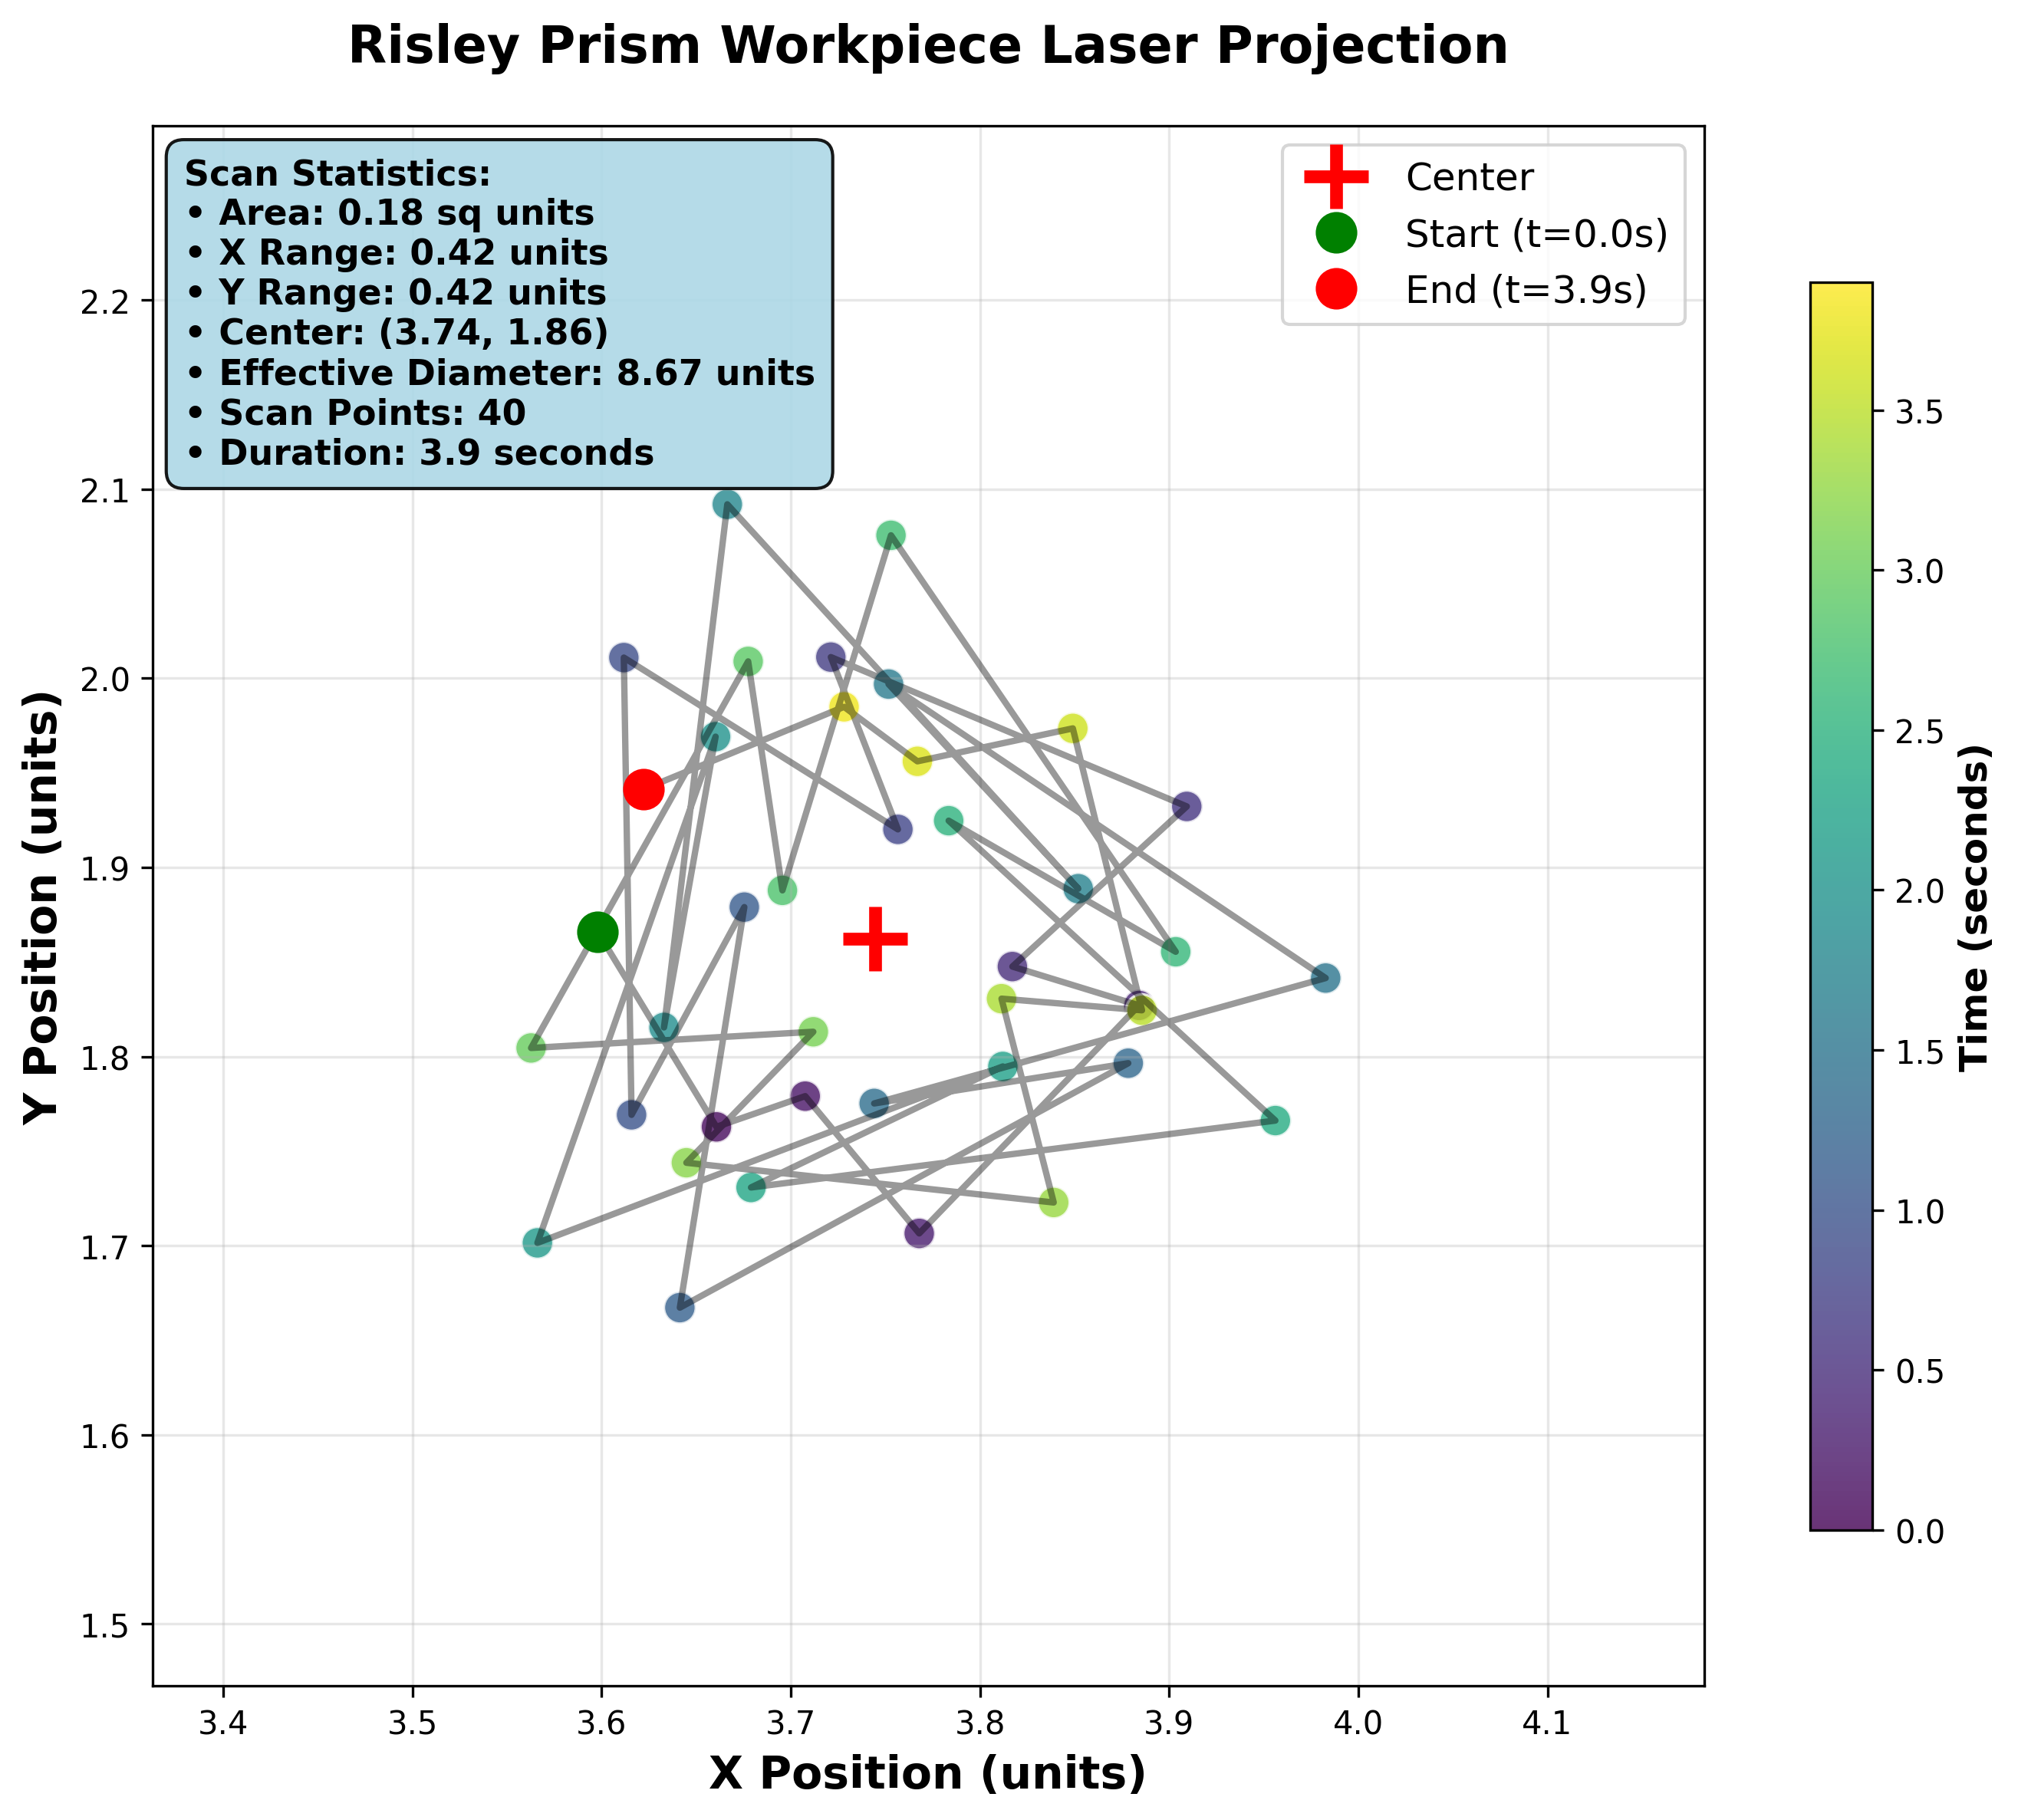 Risley Prism Workpiece Laser Projection
Scan Statistics:
• Area: 0.18 sq units
• X Range: 0.42 units
• Y Range: 0.42 units
• Center: (3.74, 1.86)
• Effective Diameter: 8.67 units
• Scan Points: 40
• Duration: 3.9 seconds
Center
Start (t=0.0s)
End (t=3.9s)
Y Position (units)
2.2
2.1
2.0
1.9
1.8
1.7
1.6
1.5
3.4 3.5 3.6 3.7 3.8 3.9 4.0 4.1
X Position (units)
3.5
3.0
2.5
2.0
1.5
1.0
0.5
0.0
Time (seconds)